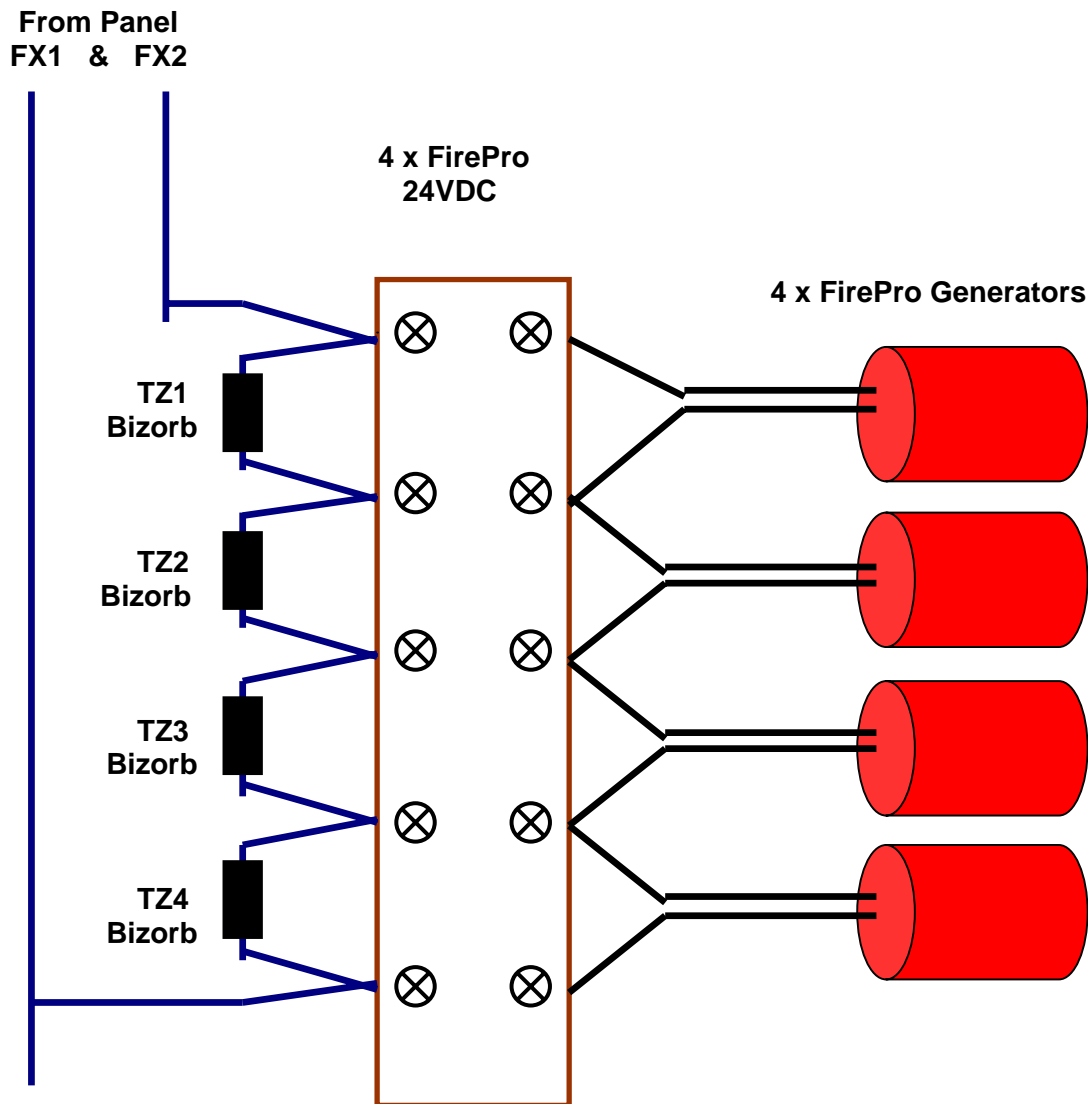 From Panel
FX1 & FX2
4 x FirePro
24VDC
4 x FirePro Generators
TZ1
Bizorb
TZ2
Bizorb
TZ3
Bizorb
TZ4
Bizorb